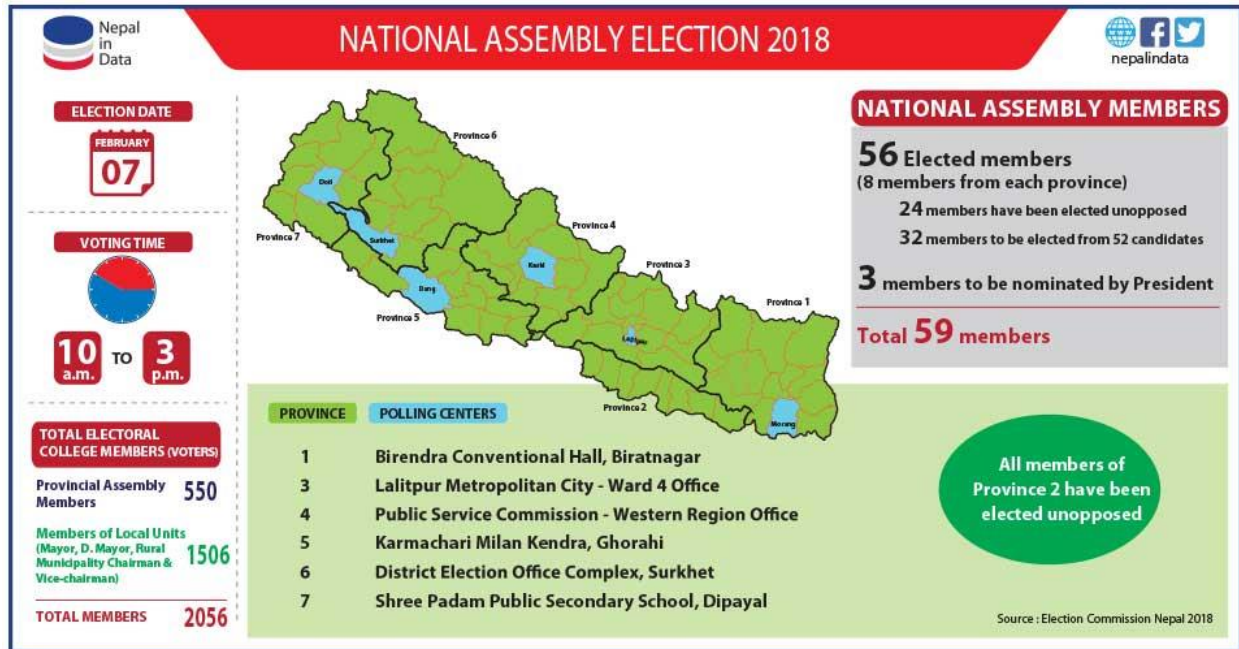 Nepal
in
Data
NATIONAL ASSEMBLY ELECTION 2018
www
nepalindata
ELECTION DATE
FEBRUARY
07
VOTING TIME
10
a.m.
TO
3
p.m.
TOTAL ELECTORAL
COLLEGE MEMBERS (VOTERS)
Provincial Assembly
Members
550
Members of Local Units
(Mayor, D. Mayor, Rural
Municipality Chairman &
Vice-chairman)
1506
TOTAL MEMBERS 2056
Province 6
Doti
Province 7
Surkhet
Province 4
Kaski
Dang
Province 5
Province 3
Province 1
Lalitpur
Province 2
Morang
NATIONAL ASSEMBLY MEMBERS
56 Elected members
(8 members from each province)
24 members have been elected unopposed
32 members to be elected from 52 candidates
3 members to be nominated by President
Total 59 members
PROVINCE POLLING CENTERS
1 Birendra Conventional Hall, Biratnagar
3 Lalitpur Metropolitan City - Ward 4 Office
4 Public Service Commission - Western Region Office
5 Karmachari Milan Kendra, Ghorahi
6 District Election Office Complex, Surkhet
7 Shree Padam Public Secondary School, Dipayal
All members of
Province 2 have been
elected unopposed
Source : Election Commission Nepal 2018